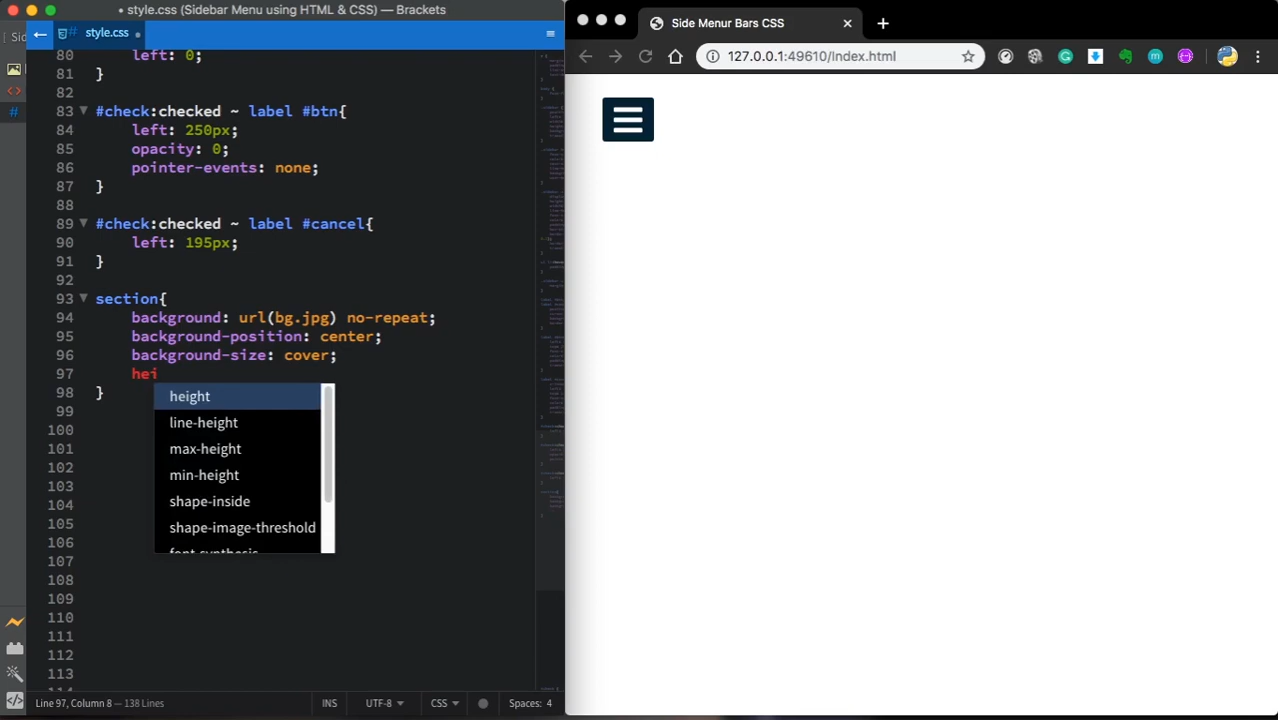 style.css (Sidebar Menu using HTML & CSS) — Brackets
Sid
style.css
80 left: 0;
81 }
82
83 #check:checked ~ label #btn{
84 left: 250px;
85 opacity: 0;
86 pointer-events: none;
87 }
88
89 #check:checked ~ label #cancel{
90 left: 195px;
91 }
92
93 section{
94 background: url(bg.jpg) no-repeat;
95 background-position: center;
96 background-size: cover;
97 hei
98 }
height
line-height
max-height
min-height
shape-inside
shape-image-threshold
font-synthesis
99
100
101
102
103
104
105
106
107
108
109
110
111
112
113
114
Line 97, Column 8 — 138 Lines
INS
UTF-8
CSS
Spaces: 4
Side Menur Bars CSS
127.0.0.1:49610/index.html